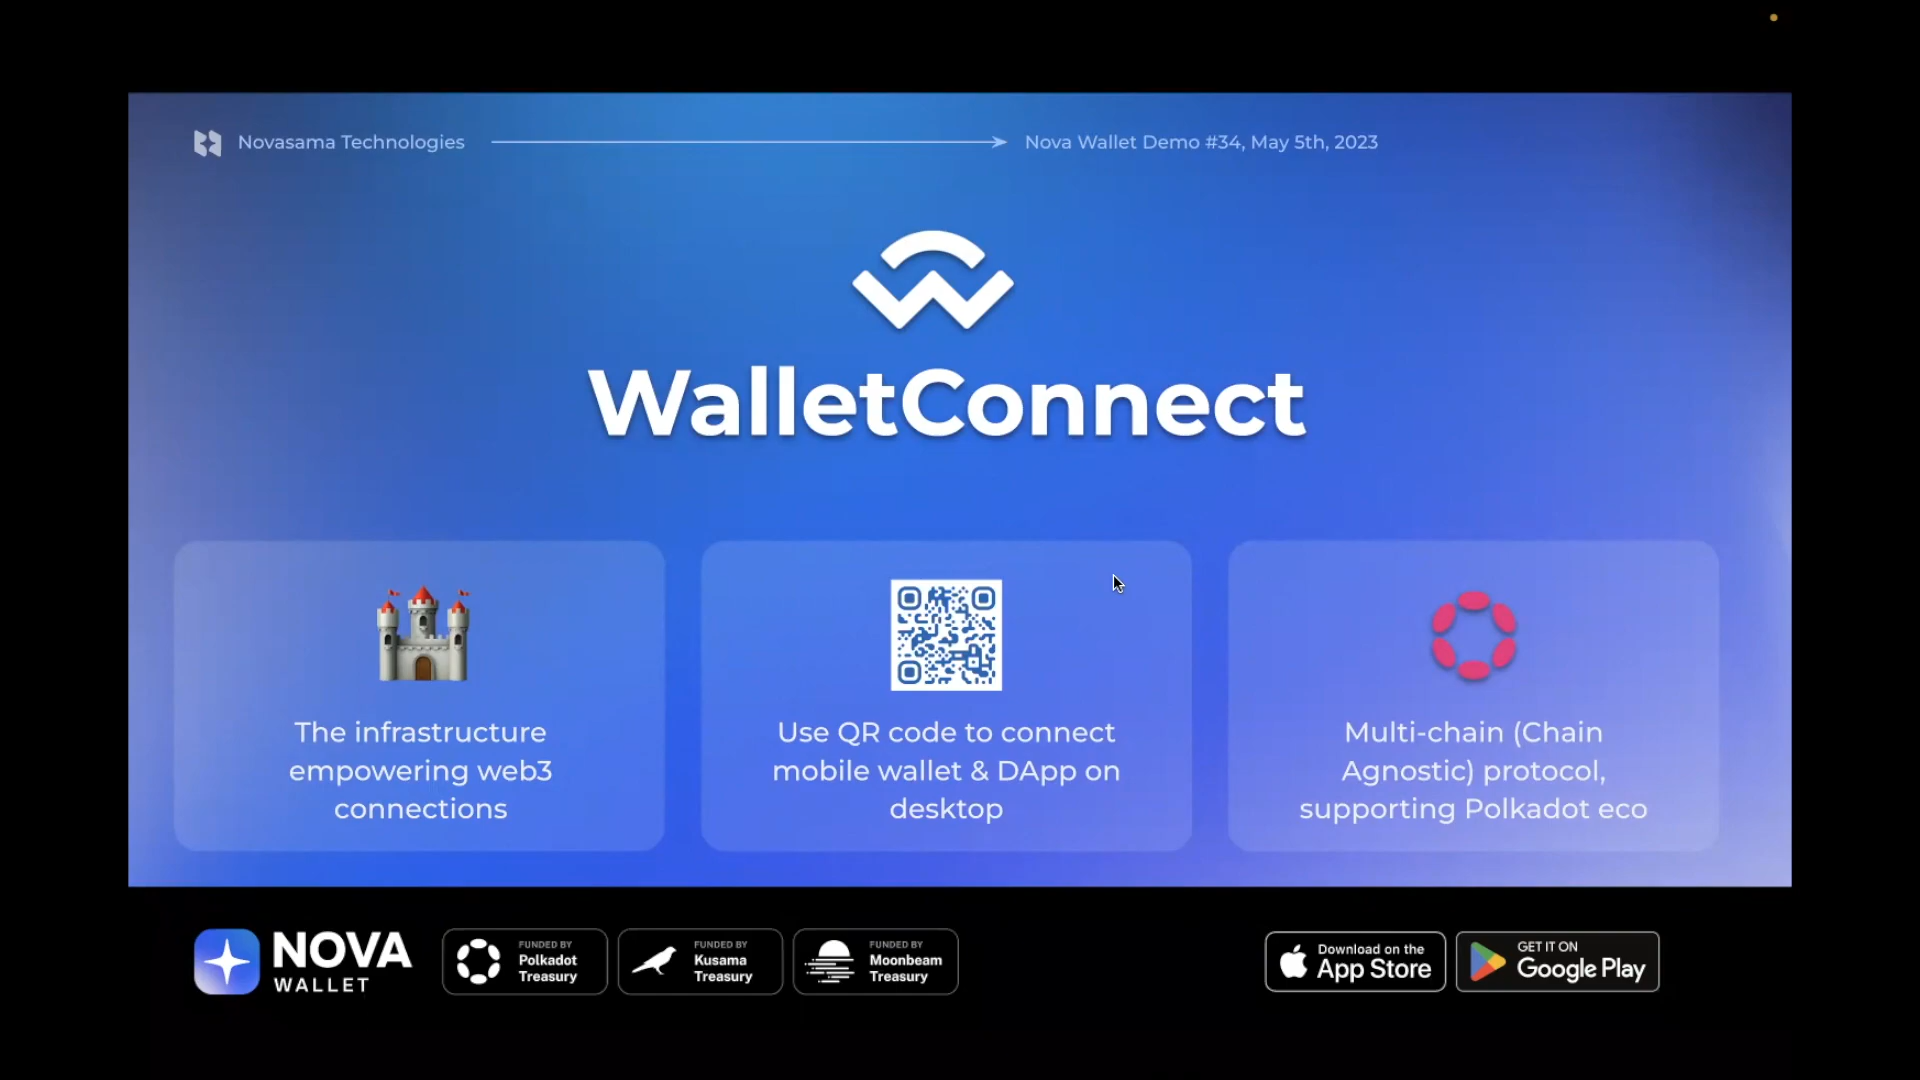 Novasama Technologies
Nova Wallet Demo #34, May 5th, 2023
WalletConnect
The infrastructure
empowering web3
connections
Use QR code to connect
mobile wallet & DApp on
desktop
Multi-chain (Chain
Agnostic) protocol,
supporting Polkadot eco
NOVA
WALLET
FUNDED BY
Polkadot
Treasury
FUNDED BY
Kusama
Treasury
FUNDED BY
Moonbeam
Treasury
Download on the
App Store
GET IT ON
Google Play